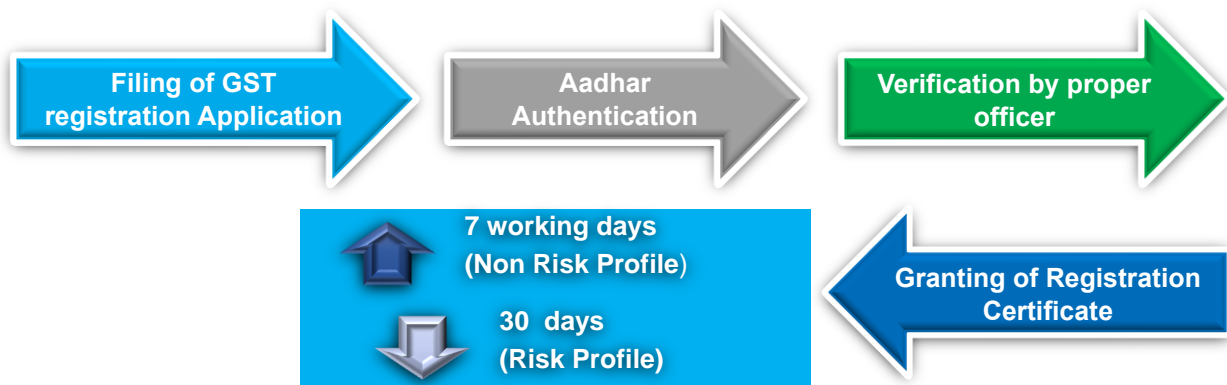 Filing of GST
registration Application
Aadhar
Authentication
Verification by proper
officer
7 working days
(Non Risk Profile)
30 days
(Risk Profile)
Granting of Registration
Certificate